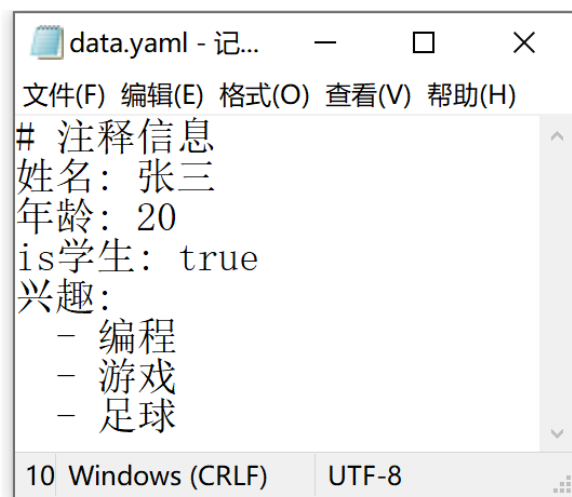 data.yaml - 记...
文件(F) 编辑(E) 格式(O) 查看(V) 帮助(H)
# 注释信息
姓名: 张三
年龄: 20
is学生: true
兴趣:
  - 编程
  - 游戏
  - 足球
10 Windows (CRLF) UTF-8